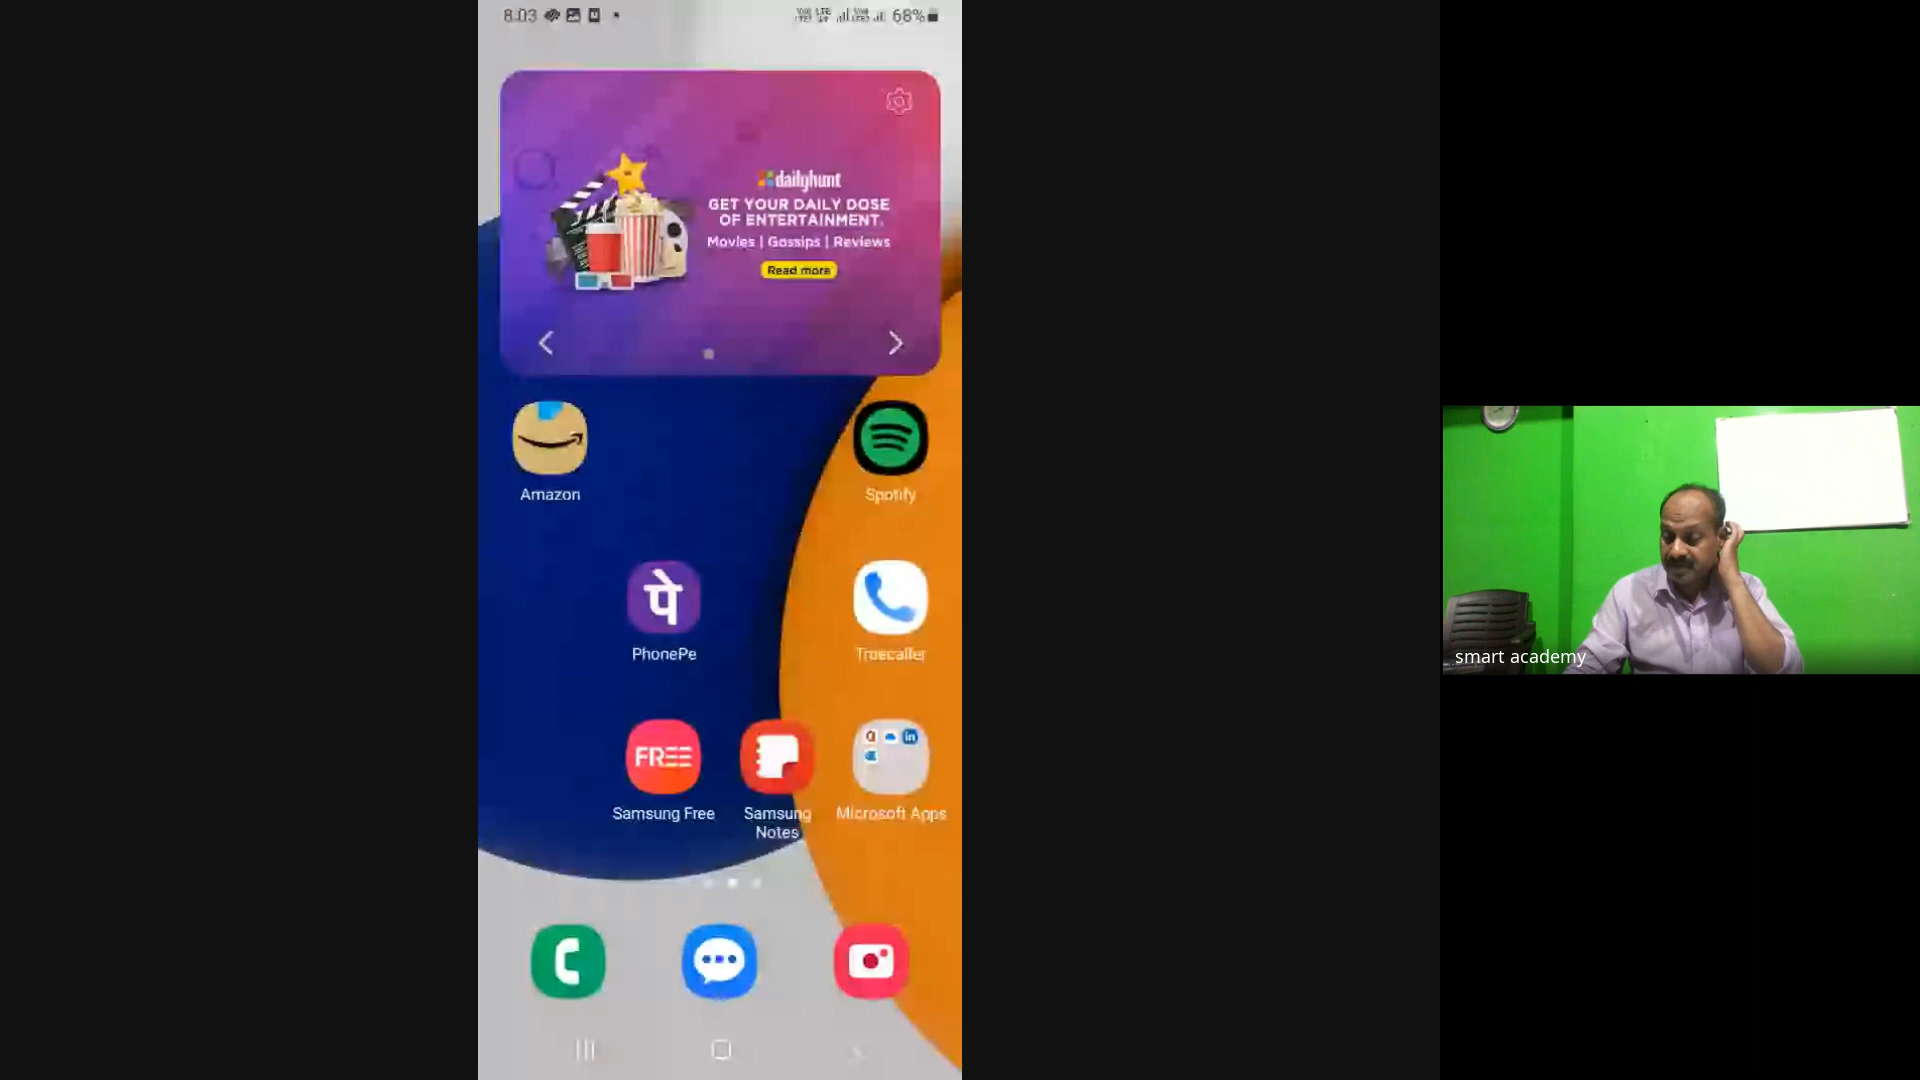 8.03
68%
dailyhunt
GET YOUR DAILY DOSE
OF ENTERTAINMENT.
Movies | Gossips | Reviews
Read more
Amazon
Spotify
पे
PhonePe
Truecaller
FREE
in
Samsung Free
Samsung
Notes
Microsoft Apps
smart academy